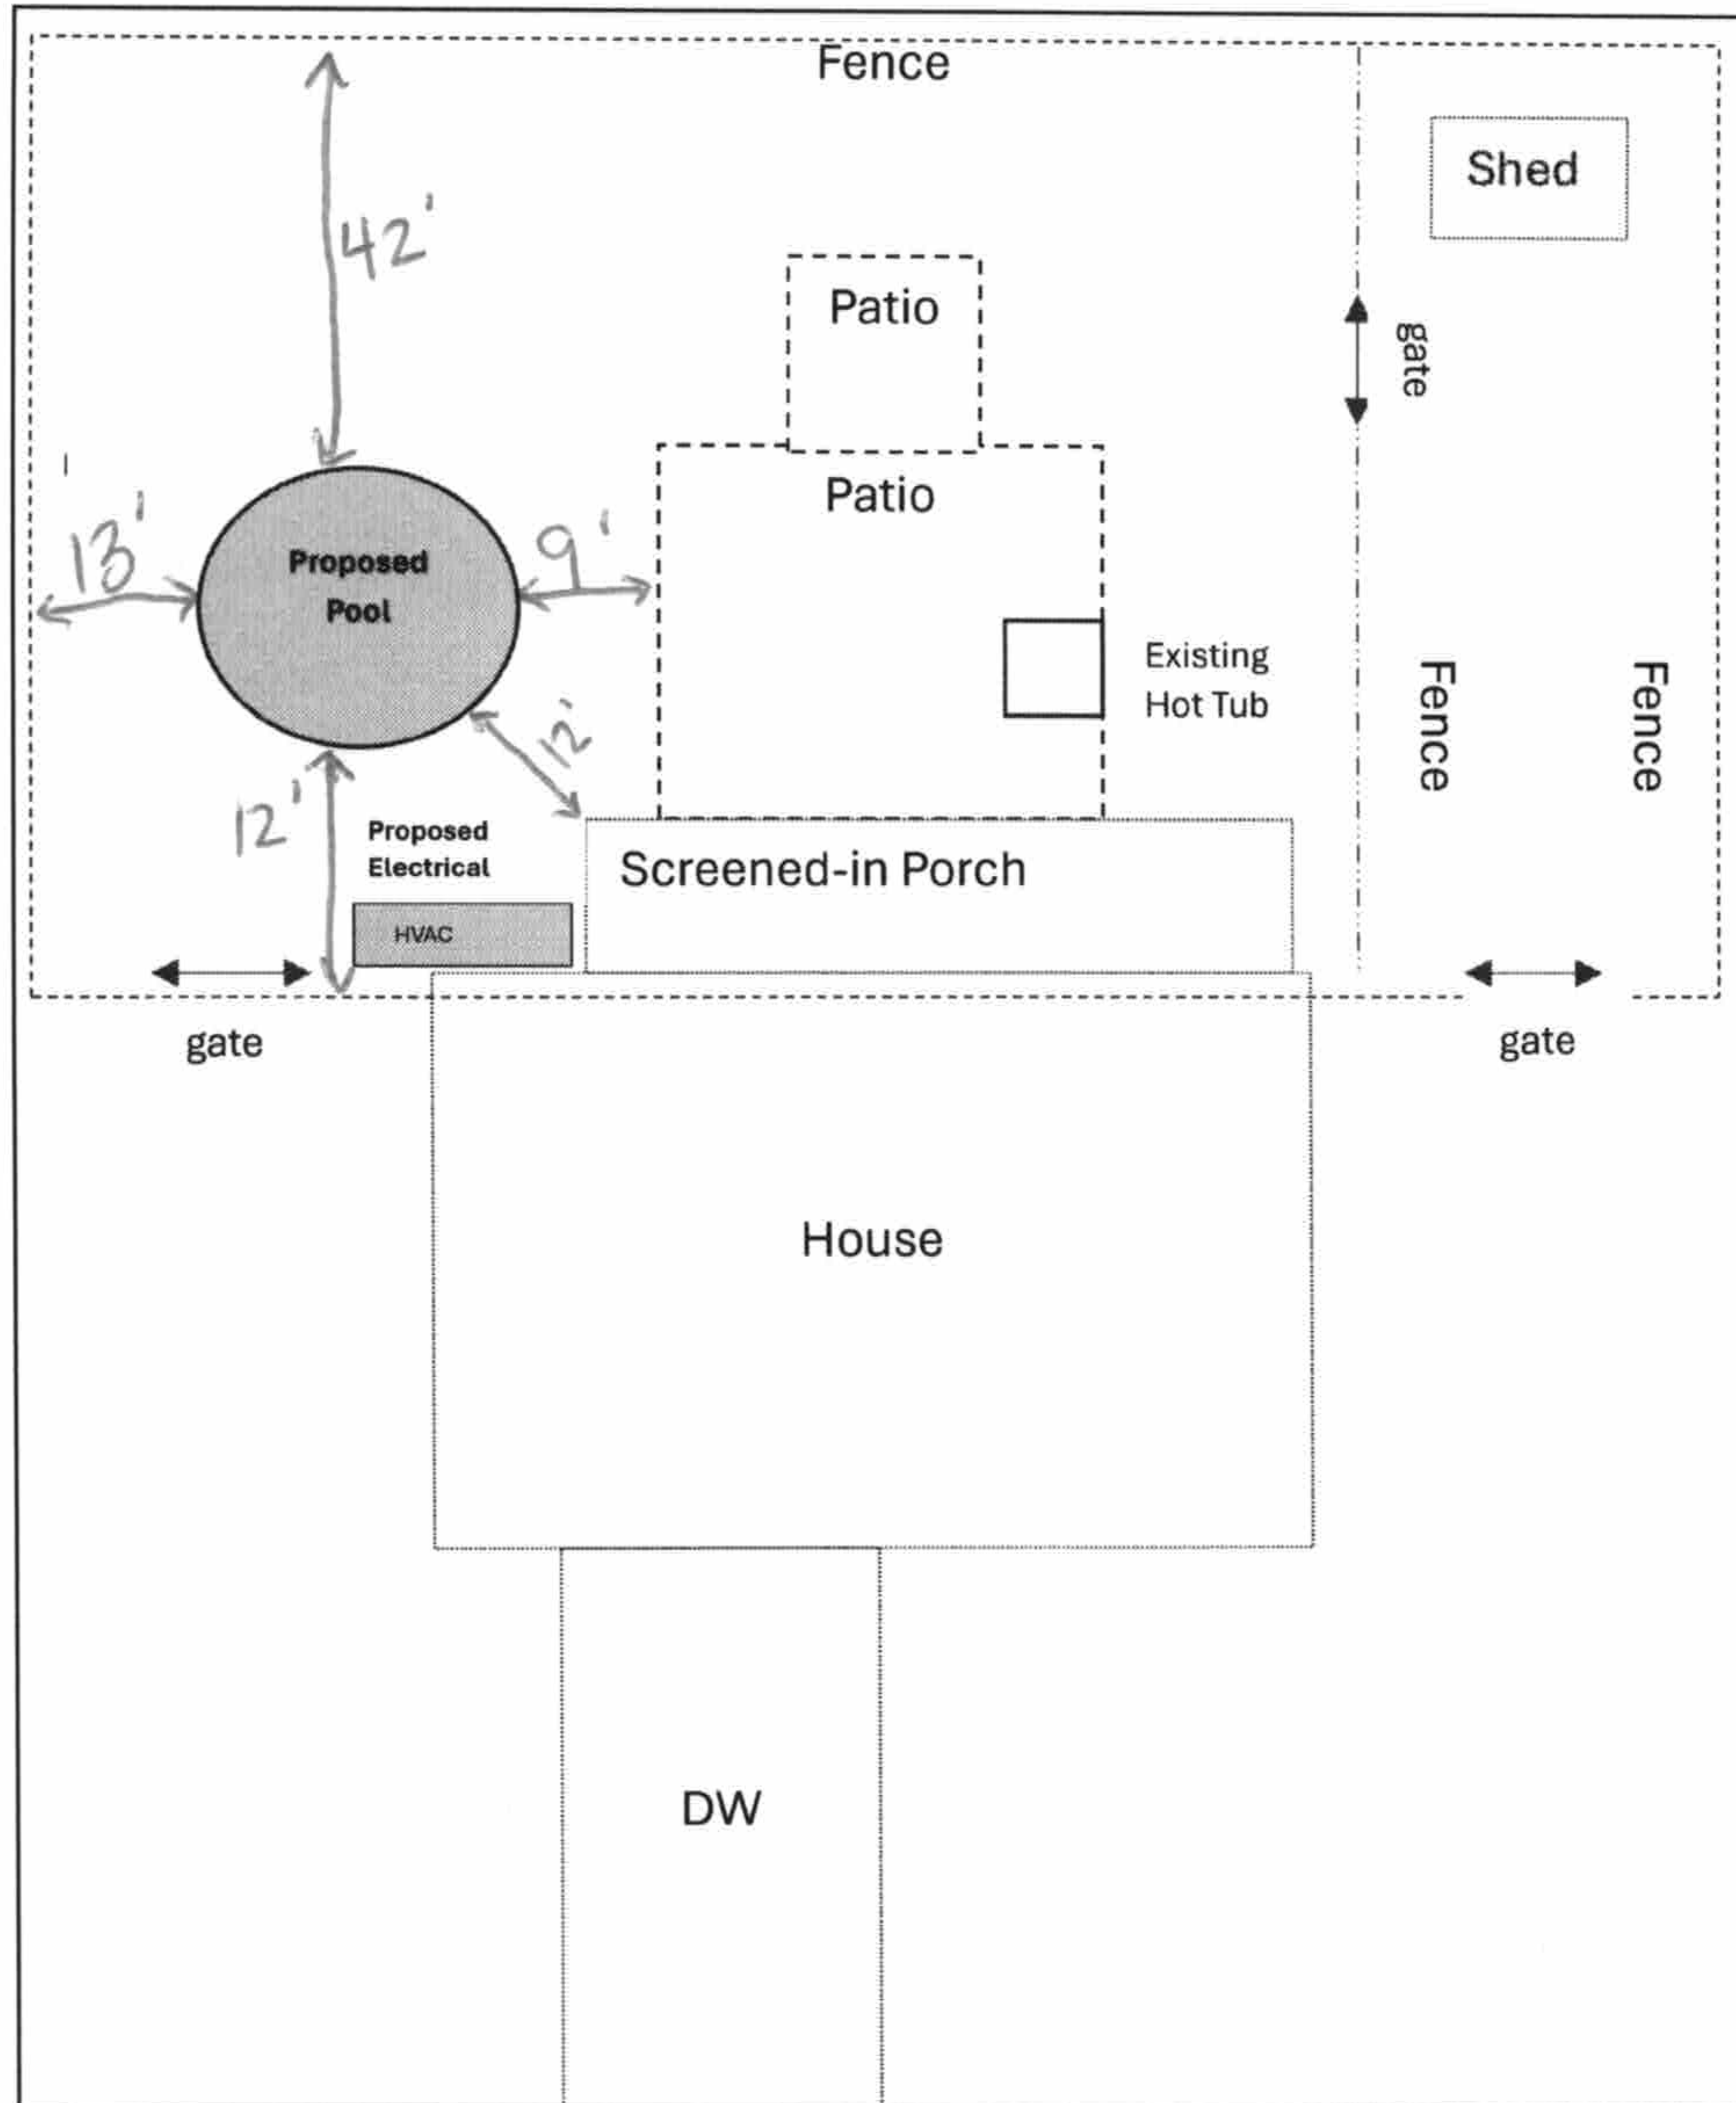 Fence
Shed
42'
Patio
gate
Patio
13'
9'
Proposed
Pool
Existing
Hot Tub
Fence
Fence
12'
12'
Proposed
Electrical
Screened-in Porch
HVAC
gate
gate
House
DW